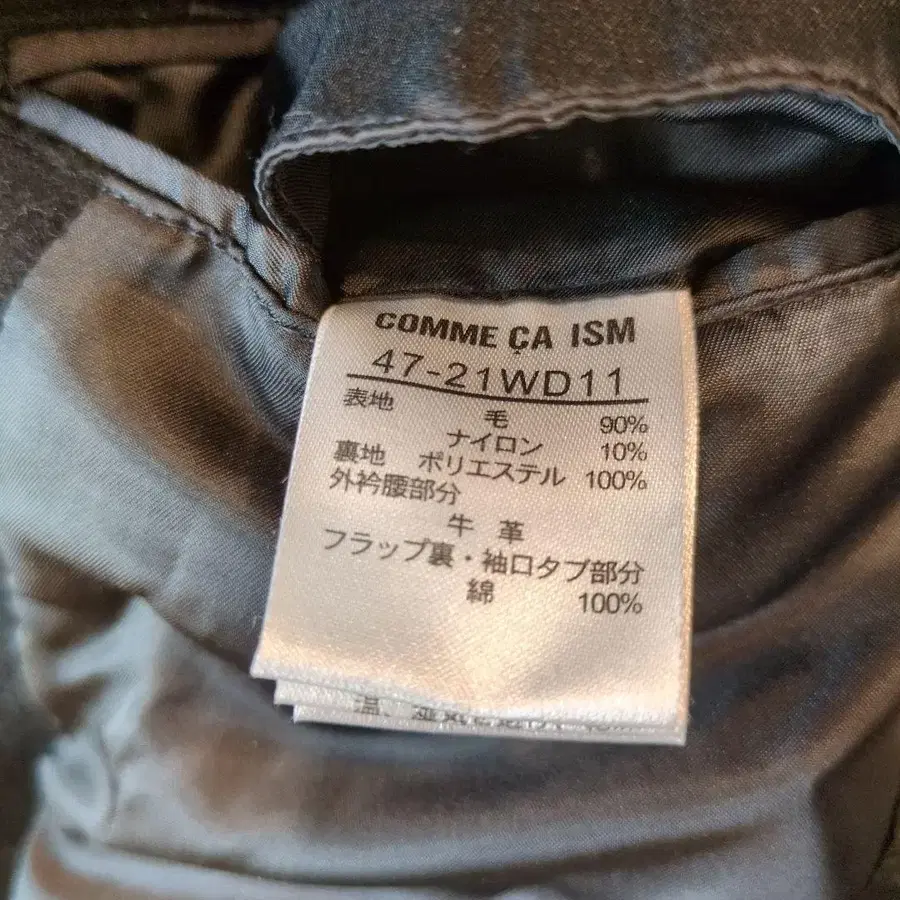 COMME ÇA ISM
47-21WD11
表地 毛 90%
ナイロン 10%
裏地 ポリエステル 100%
外衿腰部分
牛革
フラップ裏・袖口タブ部分
綿 100%